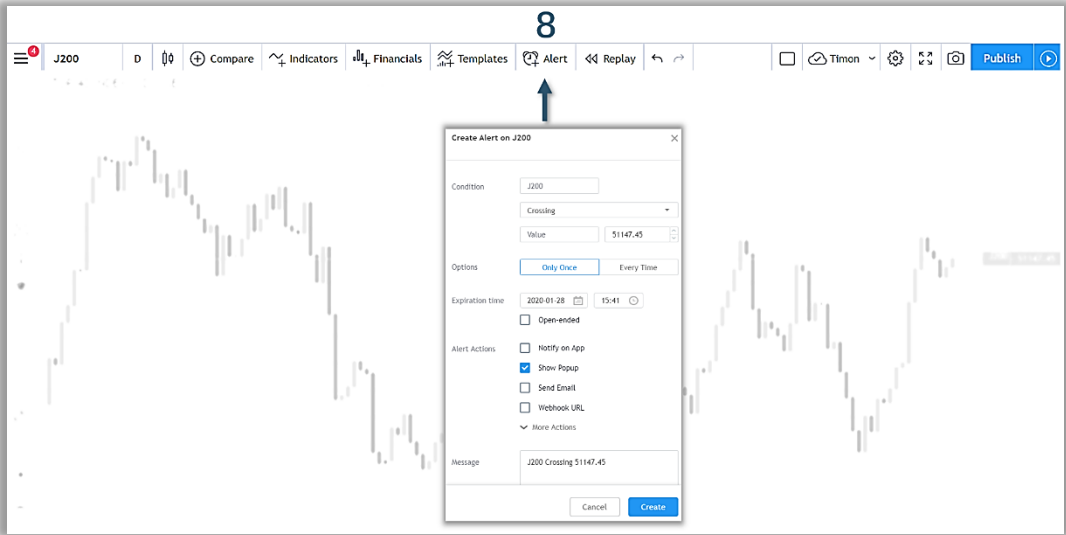 8
4 J200 D Compare Indicators Financials Templates Alert Replay Timon Publish
Create Alert on J200
Condition J200
Crossing
Value 51147.45
Options Only Once Every Time
Expiration time 2020-01-28 15:41
Open-ended
Alert Actions Notify on App
Show Popup
Send Email
Webhook URL
More Actions
Message J200 Crossing 51147.45
Cancel Create